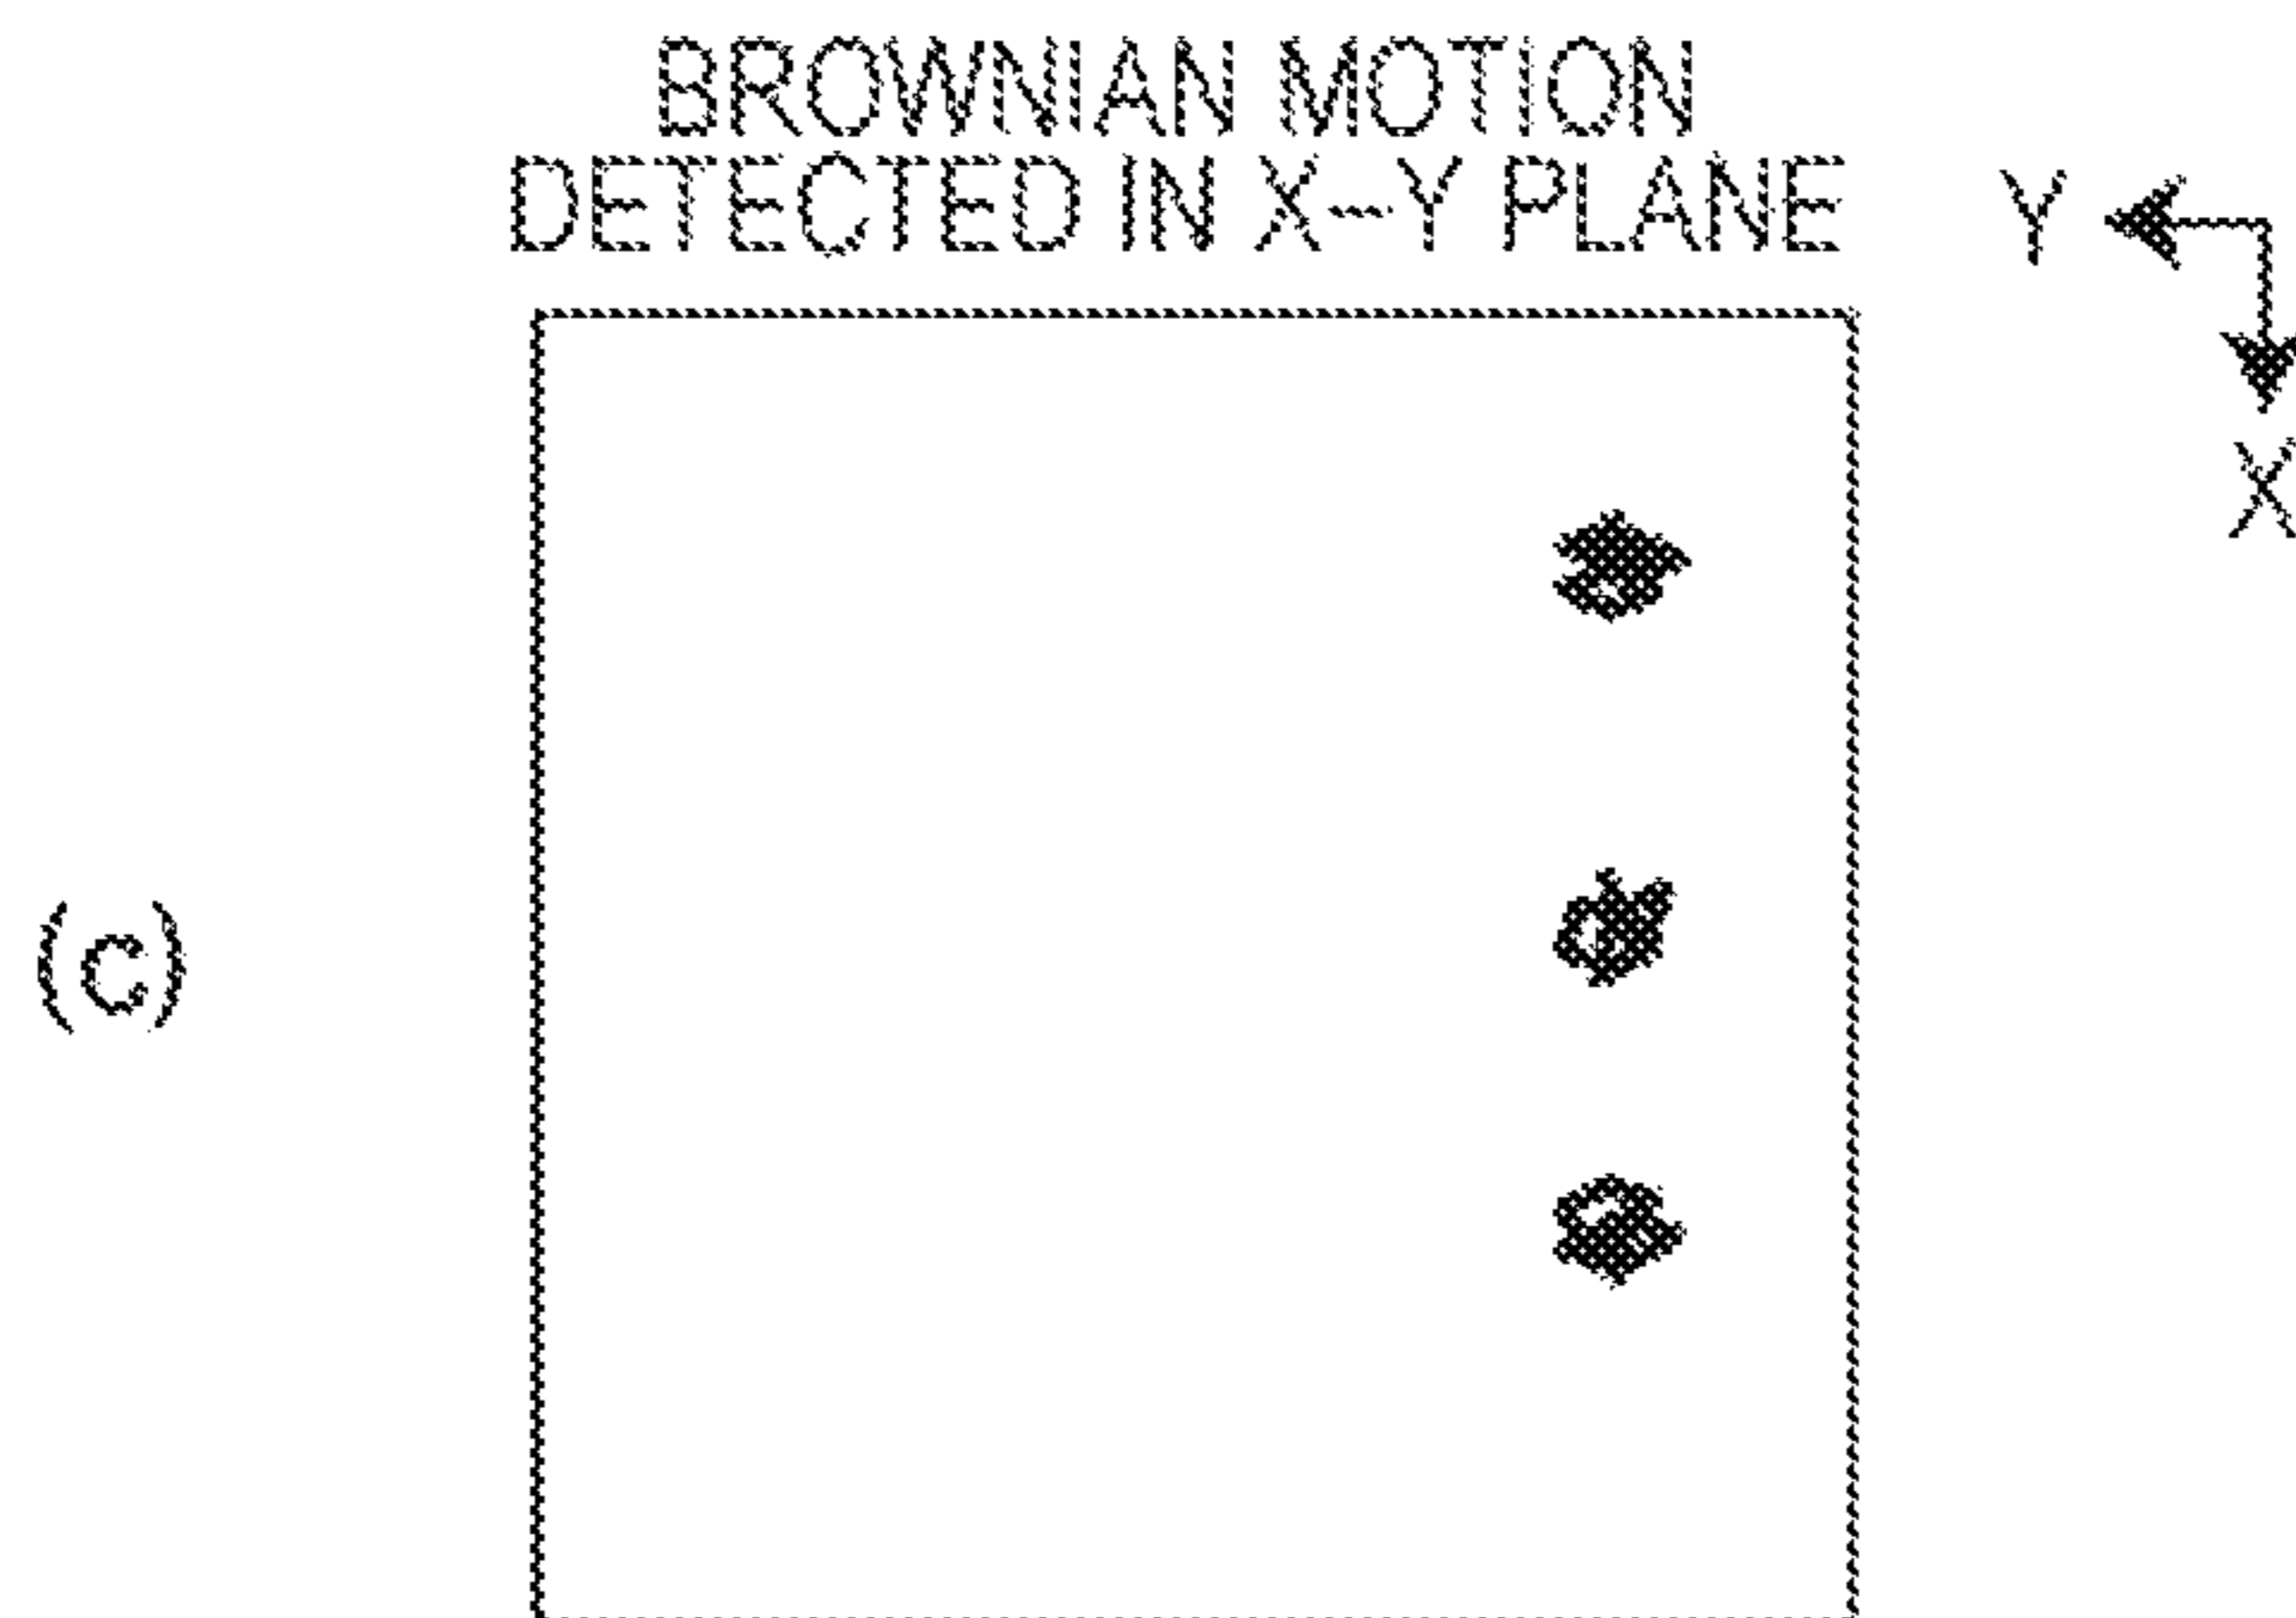 BROWNIAN MOTION
DETECTED IN X-Y PLANE
Y
X
(c)